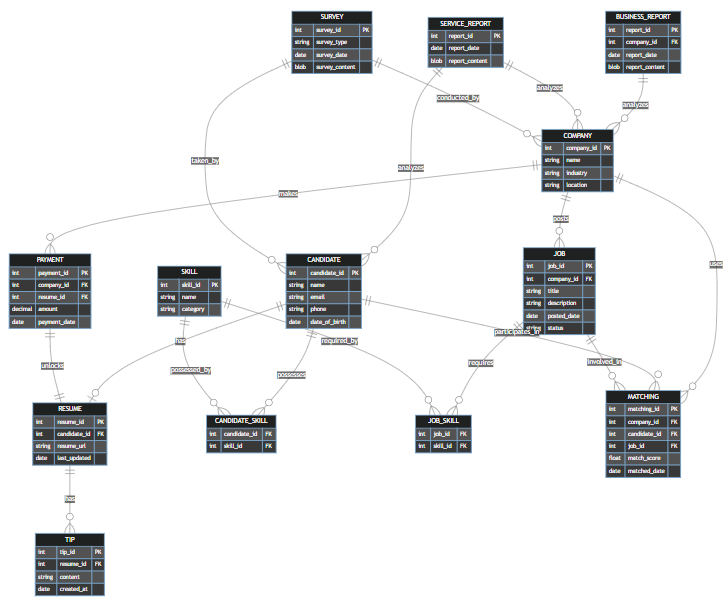 SURVEY
int survey_id PK
string survey_type
date survey_date
blob survey_content
SERVICE_REPORT
int report_id PK
date report_date
blob report_content
BUSINESS_REPORT
int report_id PK
int company_id FK
date report_date
blob report_content
conducted_by
analyzes
analyzes
taken_by
analyzes
COMPANY
int company_id PK
string name
string industry
string location
makes
posts
uses
PAYMENT
int payment_id PK
int company_id FK
int resume_id FK
decimal amount
date payment_date
SKILL
int skill_id PK
string name
string category
CANDIDATE
int candidate_id PK
string name
string email
string phone
date date_of_birth
JOB
int job_id PK
int company_id FK
string title
string description
date posted_date
string status
participates_in
has
required_by
unlocks
possessed_by
possesses
requires
involved_in
RESUME
int resume_id PK
int candidate_id FK
string resume_url
date last_updated
CANDIDATE_SKILL
int candidate_id FK
int skill_id FK
JOB_SKILL
int job_id FK
int skill_id FK
MATCHING
int matching_id PK
int company_id FK
int candidate_id FK
int job_id FK
float match_score
date matched_date
has
TIP
int tip_id PK
int resume_id FK
string content
date created_at